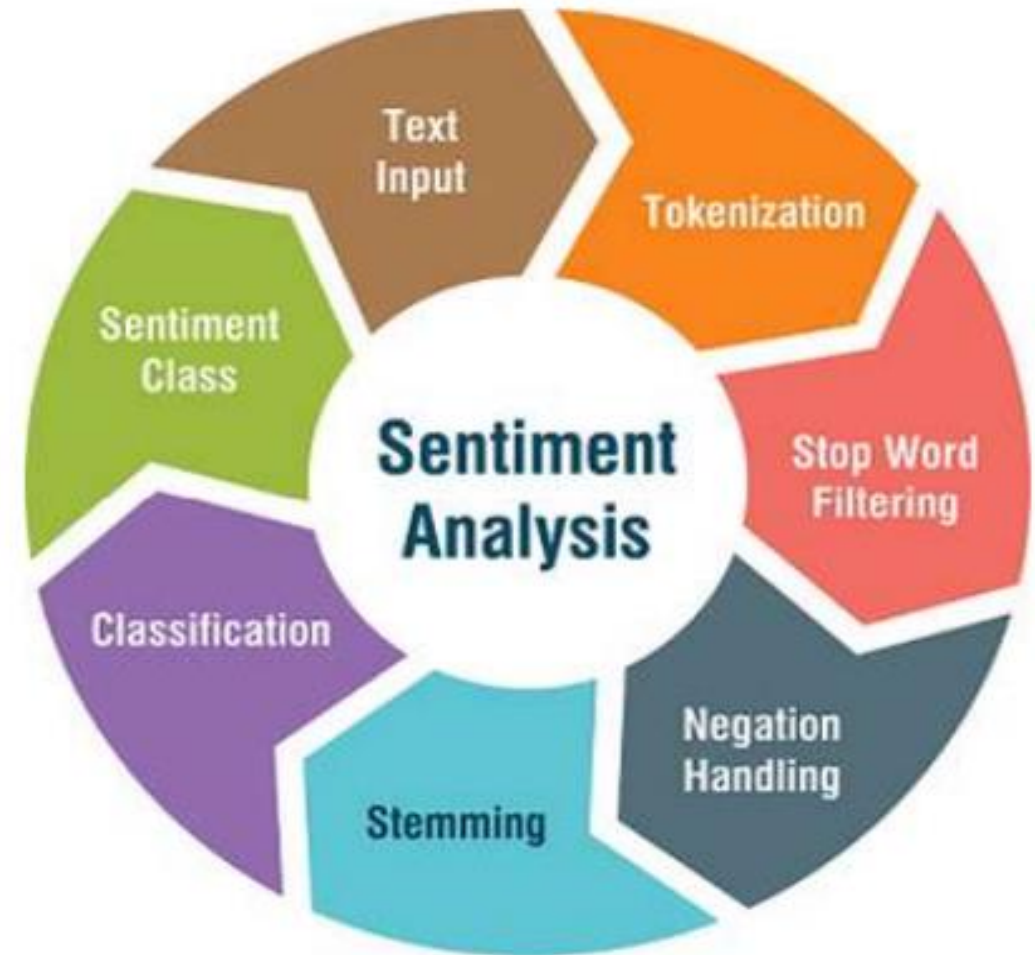 Text
Input
Tokenization
Stop Word
Filtering
Negation
Handling
Stemming
Classification
Sentiment
Class
Sentiment
Analysis